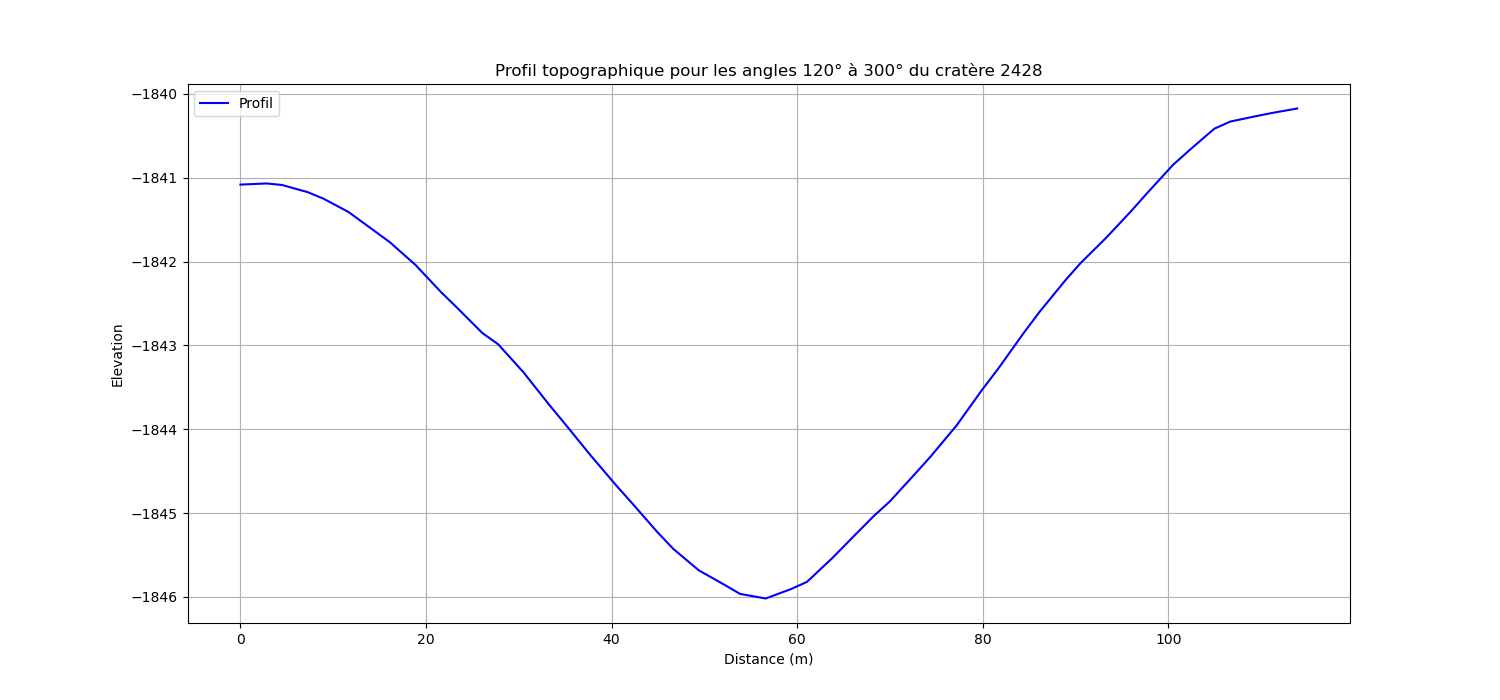 Profil topographique pour les angles 120° à 300° du cratère 2428
Profil
−1840
−1841
−1842
−1843
−1844
−1845
−1846
Elevation
0 20 40 60 80 100
Distance (m)